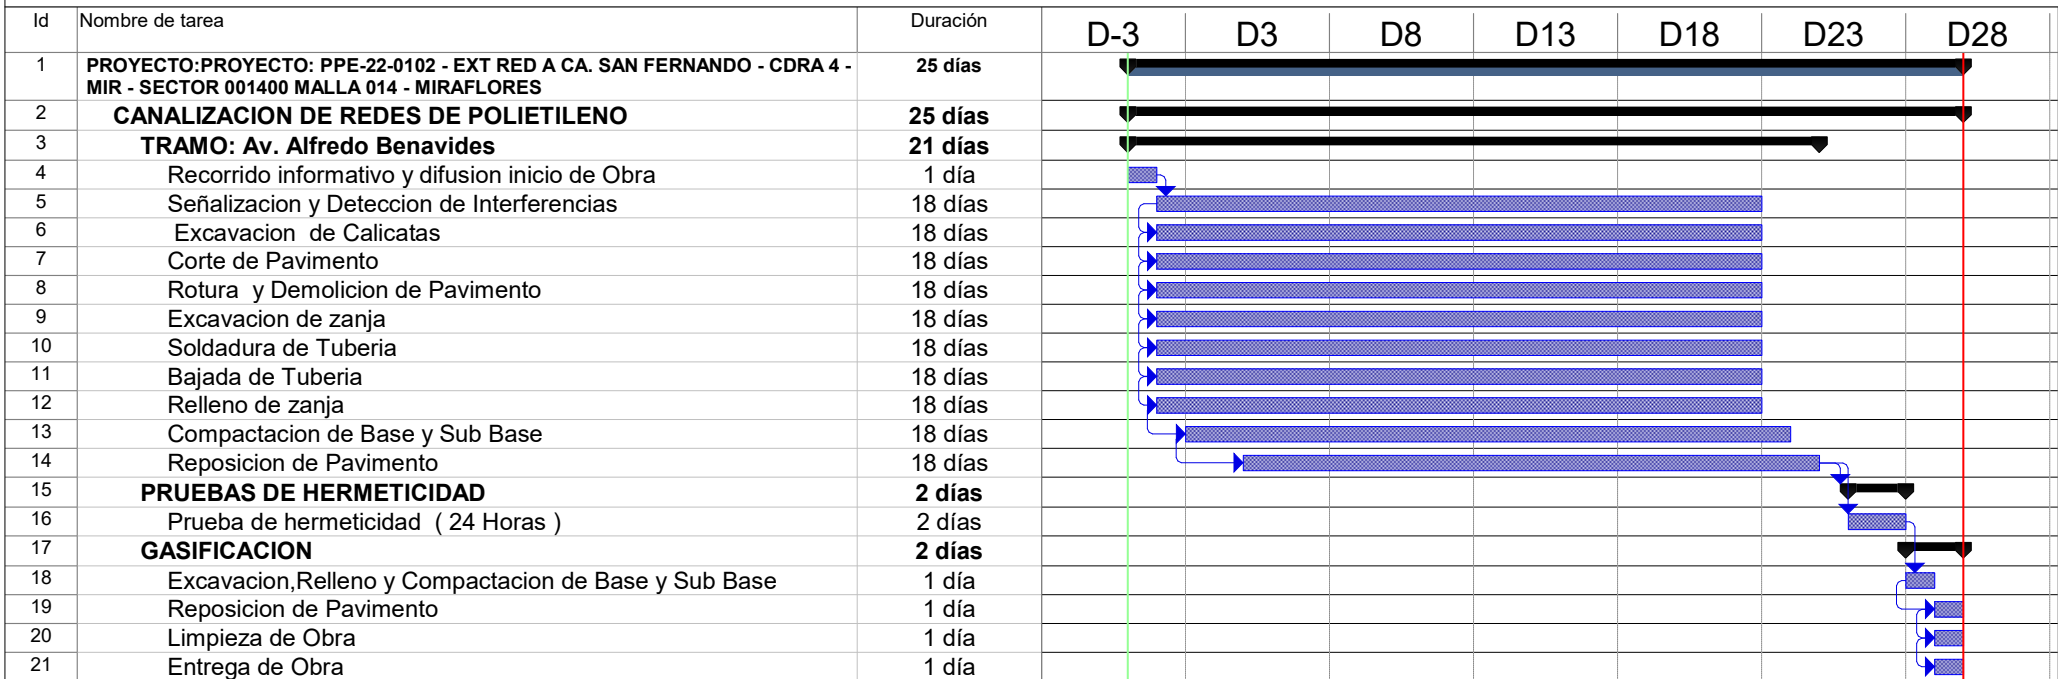 Id Nombre de tarea Duración D-3 D3 D8 D13 D18 D23 D28
1 PROYECTO:PROYECTO: PPE-22-0102 - EXT RED A CA. SAN FERNANDO - CDRA 4 - 25 días
MIR - SECTOR 001400 MALLA 014 - MIRAFLORES
2 CANALIZACION DE REDES DE POLIETILENO 25 días
3 TRAMO: Av. Alfredo Benavides 21 días
4 Recorrido informativo y difusion inicio de Obra 1 día
5 Señalizacion y Deteccion de Interferencias 18 días
6 Excavacion de Calicatas 18 días
7 Corte de Pavimento 18 días
8 Rotura y Demolicion de Pavimento 18 días
9 Excavacion de zanja 18 días
10 Soldadura de Tuberia 18 días
11 Bajada de Tuberia 18 días
12 Relleno de zanja 18 días
13 Compactacion de Base y Sub Base 18 días
14 Reposicion de Pavimento 18 días
15 PRUEBAS DE HERMETICIDAD 2 días
16 Prueba de hermeticidad ( 24 Horas ) 2 días
17 GASIFICACION 2 días
18 Excavacion,Relleno y Compactacion de Base y Sub Base 1 día
19 Reposicion de Pavimento 1 día
20 Limpieza de Obra 1 día
21 Entrega de Obra 1 día